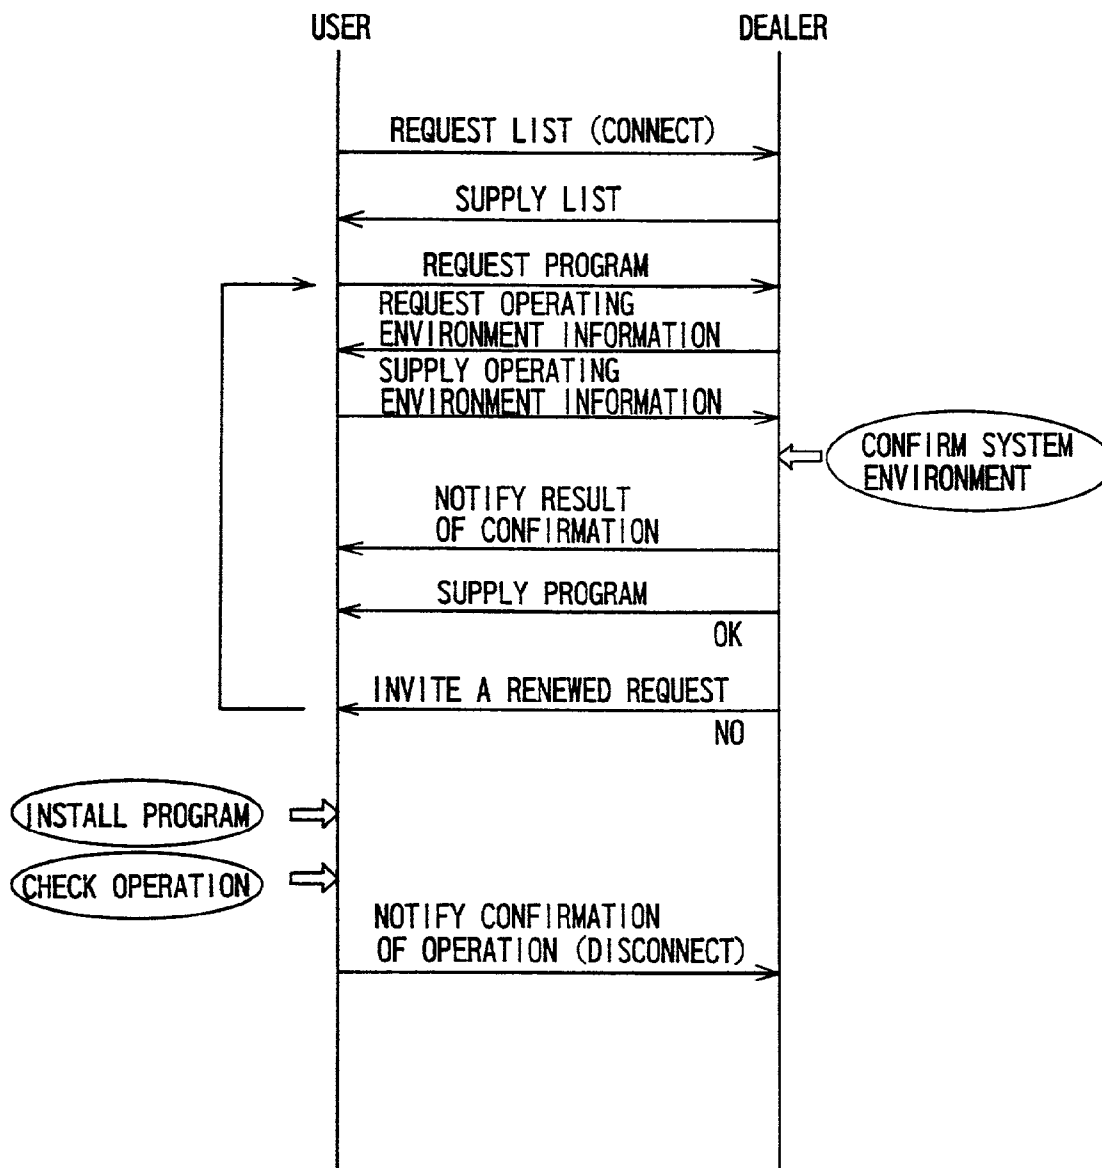 USER
DEALER
REQUEST LIST (CONNECT)
SUPPLY LIST
REQUEST PROGRAM
REQUEST OPERATING
ENVIRONMENT INFORMATION
SUPPLY OPERATING
ENVIRONMENT INFORMATION
CONFIRM SYSTEM
ENVIRONMENT
NOTIFY RESULT
OF CONFIRMATION
SUPPLY PROGRAM
OK
INVITE A RENEWED REQUEST
NO
INSTALL PROGRAM
CHECK OPERATION
NOTIFY CONFIRMATION
OF OPERATION (DISCONNECT)